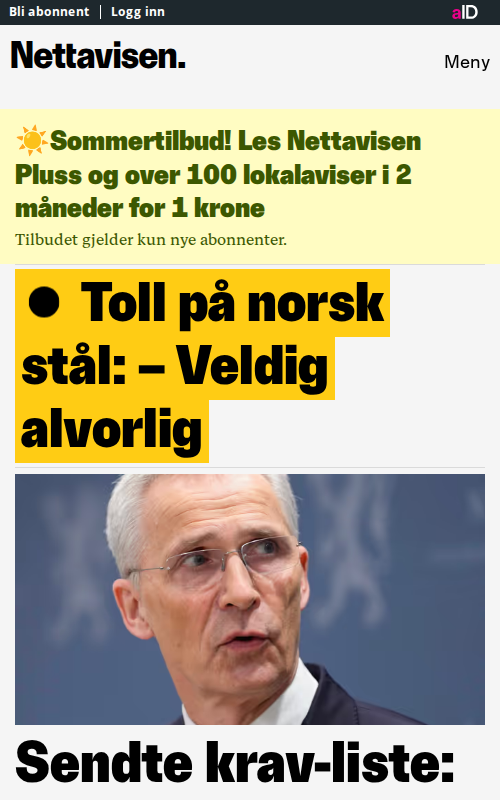 Bli abonnent | Logg inn
aID
Nettavisen.
Meny
☀️Sommertilbud! Les Nettavisen
Pluss og over 100 lokalaviser i 2
måneder for 1 krone
Tilbudet gjelder kun nye abonnenter.
● Toll på norsk
stål: – Veldig
alvorlig
Sendte krav-liste: